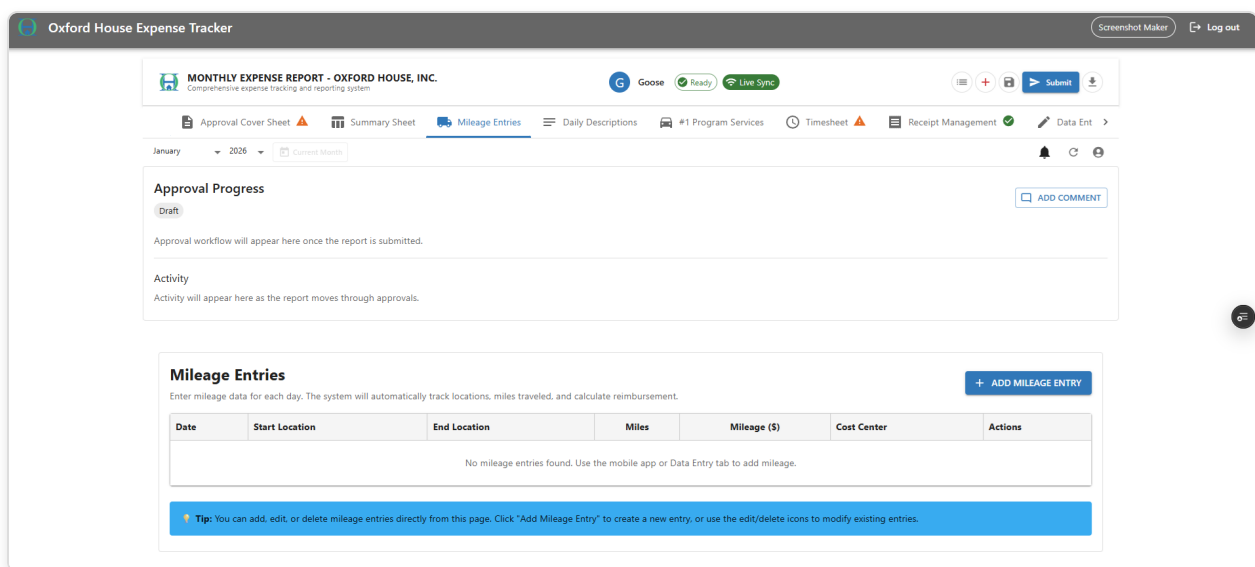 Oxford House Expense Tracker
Screenshot Maker
Log out
MONTHLY EXPENSE REPORT - OXFORD HOUSE, INC.
Comprehensive expense tracking and reporting system
G Goose Ready Live Sync
Submit
Approval Cover Sheet Summary Sheet Mileage Entries Daily Descriptions #1 Program Services Timesheet Receipt Management Data Ent
January 2026 Current Month
Approval Progress
ADD COMMENT
Draft
Approval workflow will appear here once the report is submitted.
Activity
Activity will appear here as the report moves through approvals.
Mileage Entries
+ ADD MILEAGE ENTRY
Enter mileage data for each day. The system will automatically track locations, miles traveled, and calculate reimbursement.
Date Start Location End Location Miles Mileage ($) Cost Center Actions
No mileage entries found. Use the mobile app or Data Entry tab to add mileage.
Tip: You can add, edit, or delete mileage entries directly from this page. Click "Add Mileage Entry" to create a new entry, or use the edit/delete icons to modify existing entries.